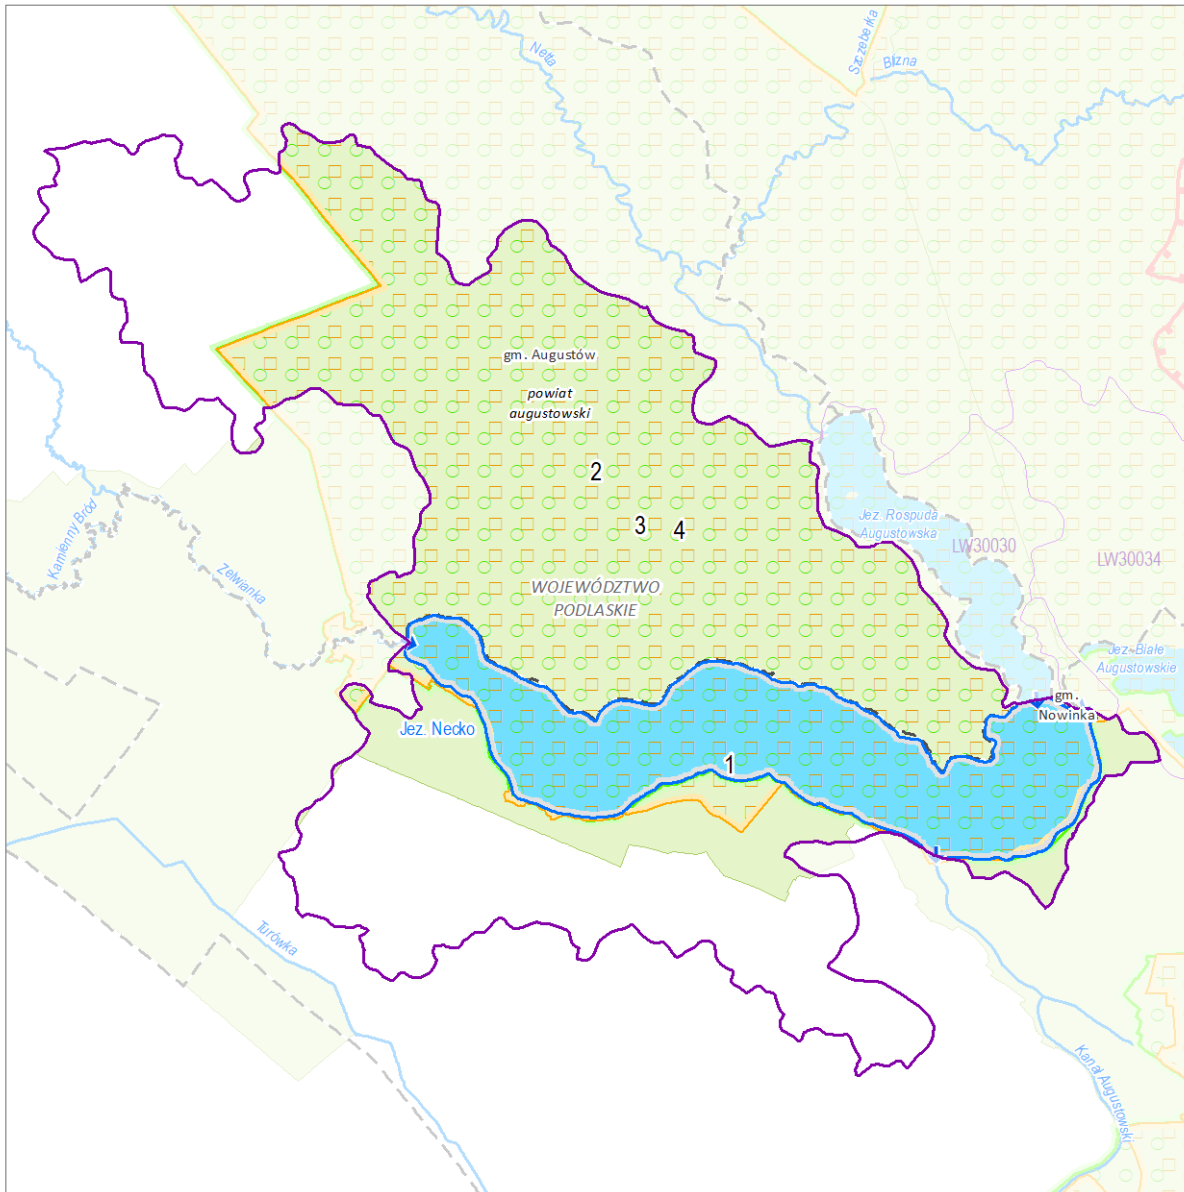 Netta
Szczeberka
Blizna
gm. Augustów
powiat
augustowski
2
3
4
Jez. Rospuda
Augustowska
LW30030
LW30034
Kamienny Bród
Zelwianka
WOJEWÓDZTWO
PODLASKIE
Jez. Białe
Augustowskie
gm.
Nowinka
Jez. Necko
1
Turówka
Kanał Augustowski